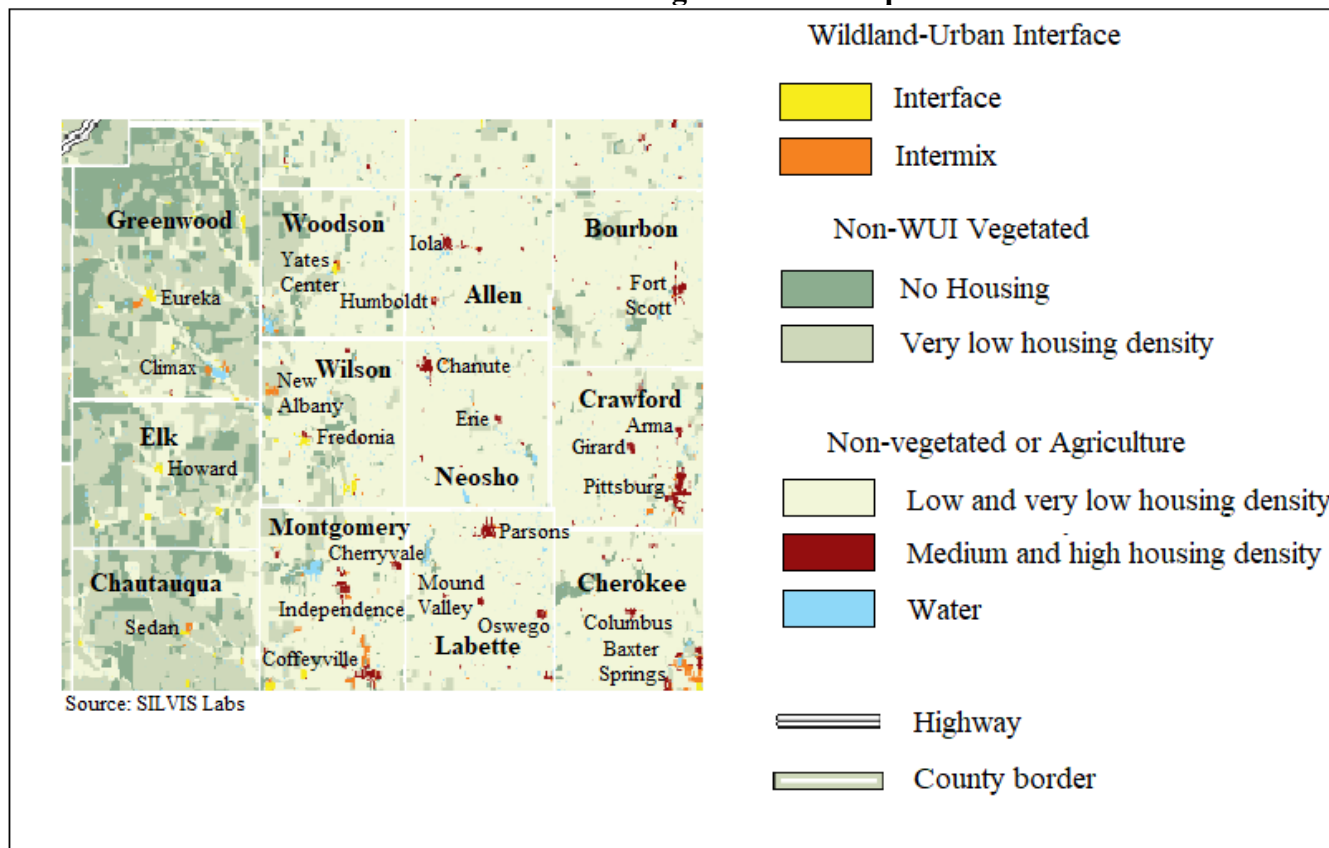 Wildland-Urban Interface
Interface
Intermix
Non-WUI Vegetated
No Housing
Very low housing density
Non-vegetated or Agriculture
Low and very low housing density
Medium and high housing density
Water
Highway
County border
Greenwood
Eureka
Climax
Woodson
Yates
Center
Iola
Humboldt
Allen
Bourbon
Fort
Scott
Wilson
New
Albany
Fredonia
Chanute
Erie
Neosho
Crawford
Arma
Girard
Pittsburg
Elk
Howard
Chautauqua
Sedan
Montgomery
Cherryvale
Independence
Coffeyville
Parsons
Mound
Valley
Oswego
Labette
Cherokee
Columbus
Baxter
Springs
Source: SILVIS Labs